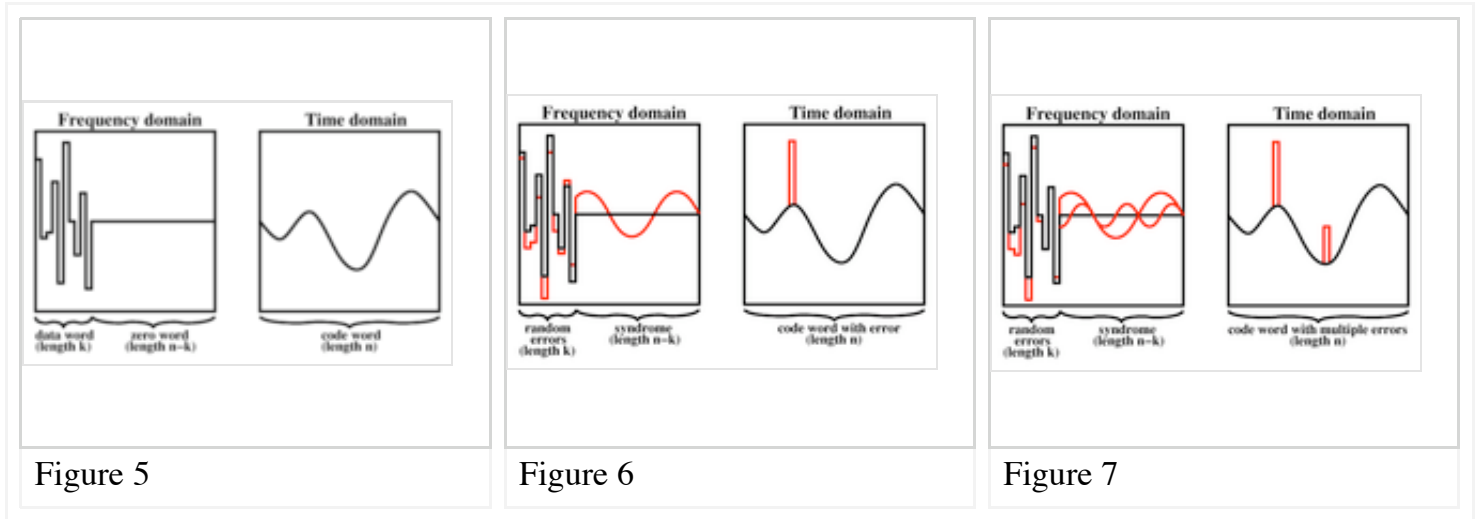 Frequency domain Time domain
data word (length k) zero word (length n−k) code word (length n)
Figure 5
Frequency domain Time domain
random errors (length k) syndrome (length n−k) code word with error (length n)
Figure 6
Frequency domain Time domain
random errors (length k) syndrome (length n−k) code word with multiple errors (length n)
Figure 7